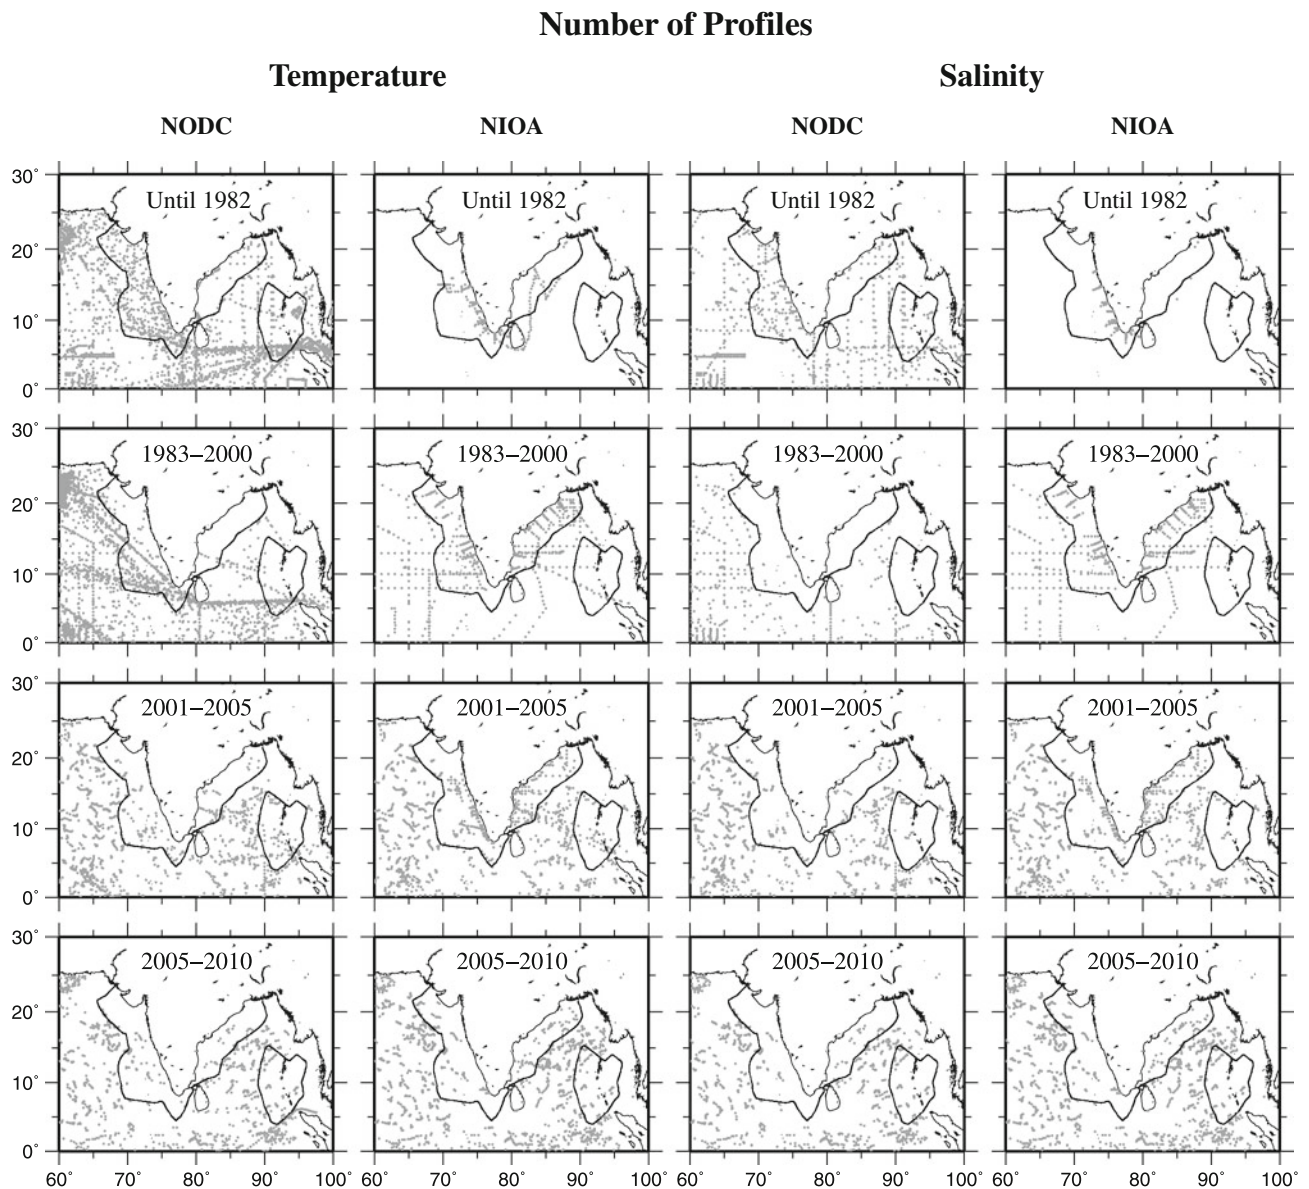 Number of Profiles
Temperature Salinity
NODC NIOA NODC NIOA
30° Until 1982 Until 1982 Until 1982 Until 1982
20°
10°
0°
30° 1983–2000 1983–2000 1983–2000 1983–2000
20°
10°
0°
30° 2001–2005 2001–2005 2001–2005 2001–2005
20°
10°
0°
30° 2005–2010 2005–2010 2005–2010 2005–2010
20°
10°
0°
60° 70° 80° 90° 100° 60° 70° 80° 90° 100° 60° 70° 80° 90° 100° 60° 70° 80° 90° 100°